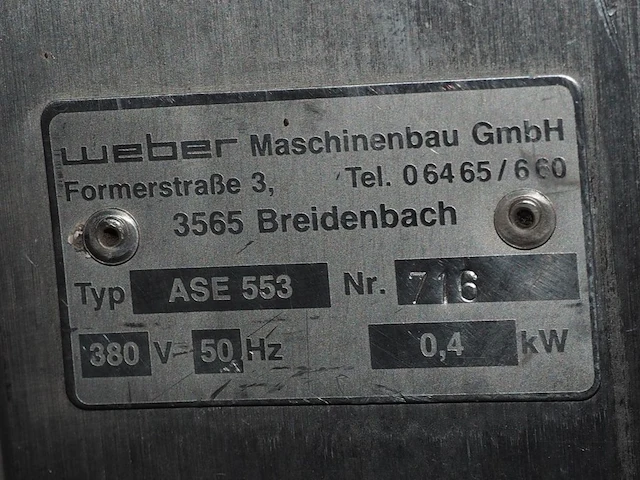 weber Maschinenbau GmbH
Formerstraße 3, Tel. 06465/660
3565 Breidenbach
Typ ASE 553 Nr. 716
380 V 50 Hz 0,4 kW